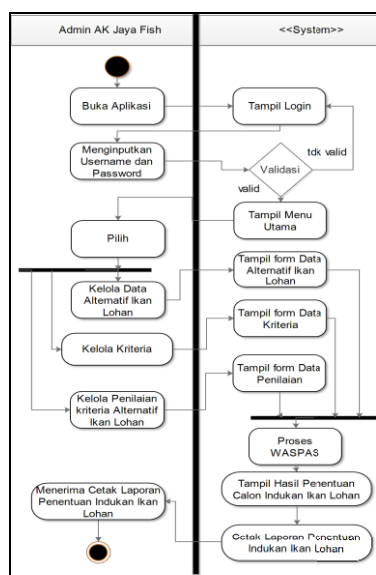 Admin AK Jaya Fish
<<System>>
Buka Aplikasi
Tampil Login
Menginputkan
Username dan
Password
Validasi
tdk valid
valid
Tampil Menu
Utama
Pilih
Kelola Data
Alternatif Ikan
Lohan
Tampil form Data
Alternatif Ikan
Lohan
Kelola Kriteria
Tampil form Data
Kriteria
Kelola Penilaian
kriteria Alternatif
Ikan Lohan
Tampil form Data
Penilaian
Proses
WASPAS
Tampil Hasil Penentuan
Calon Indukan Ikan Lohan
Menerima Cetak Laporan
Penentuan Indukan Ikan
Lohan
Cetak Laporan Penentuan
Indukan Ikan Lohan